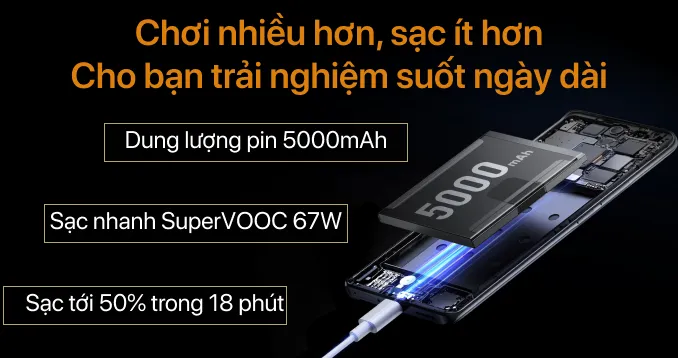 Chơi nhiều hơn, sạc ít hơn
Cho bạn trải nghiệm suốt ngày dài
Dung lượng pin 5000mAh
5000 mAh
Sạc nhanh SuperVOOC 67W
Sạc tới 50% trong 18 phút